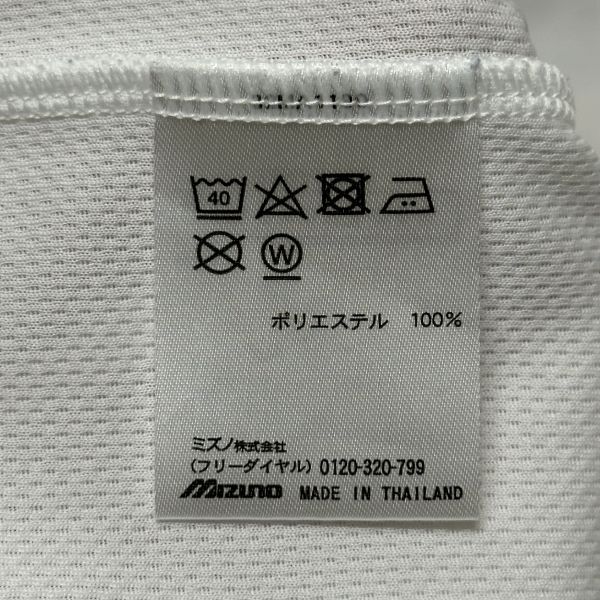 40
W
ポリエステル 100%
ミズノ株式会社
(フリーダイヤル) 0120-320-799
MIZUNO MADE IN THAILAND